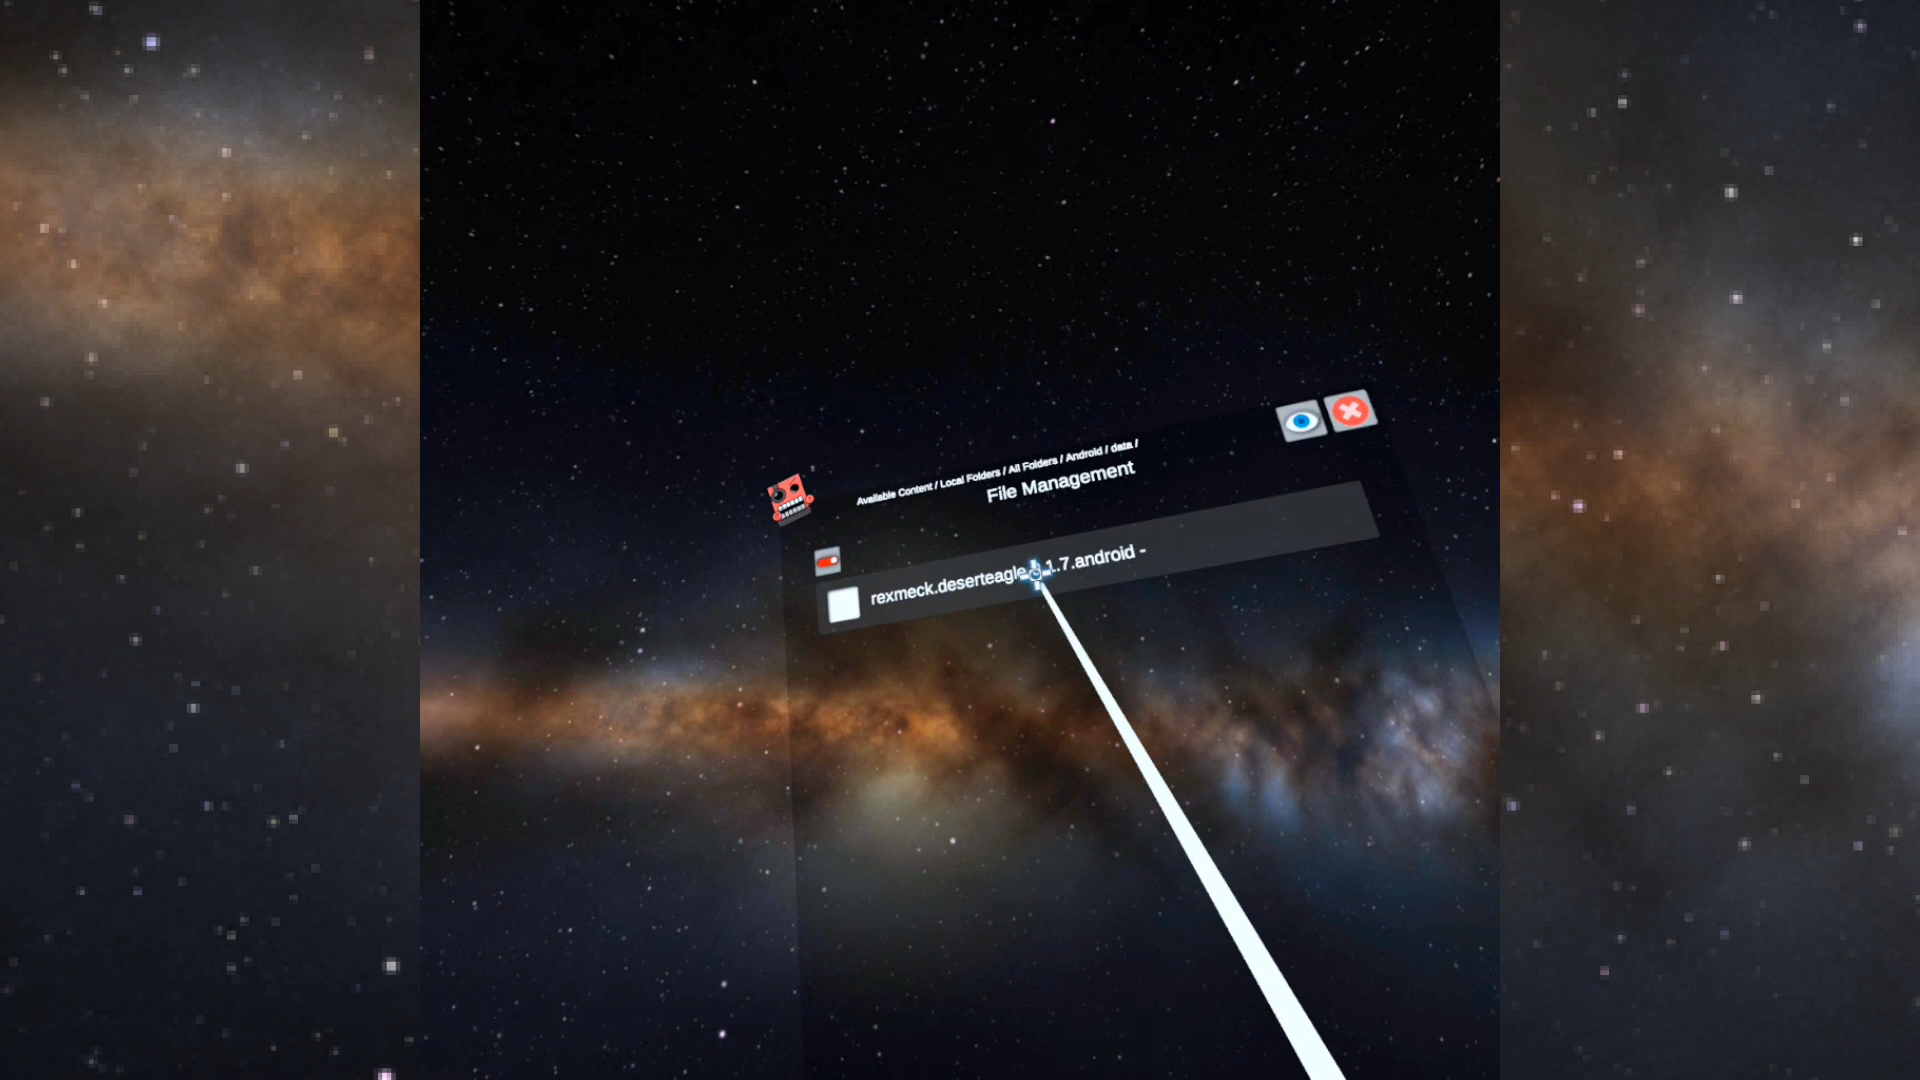 Available Content / Local Folders / All Folders / Android / data /
File Management
rexmeck.deserteagle 1.7.android -